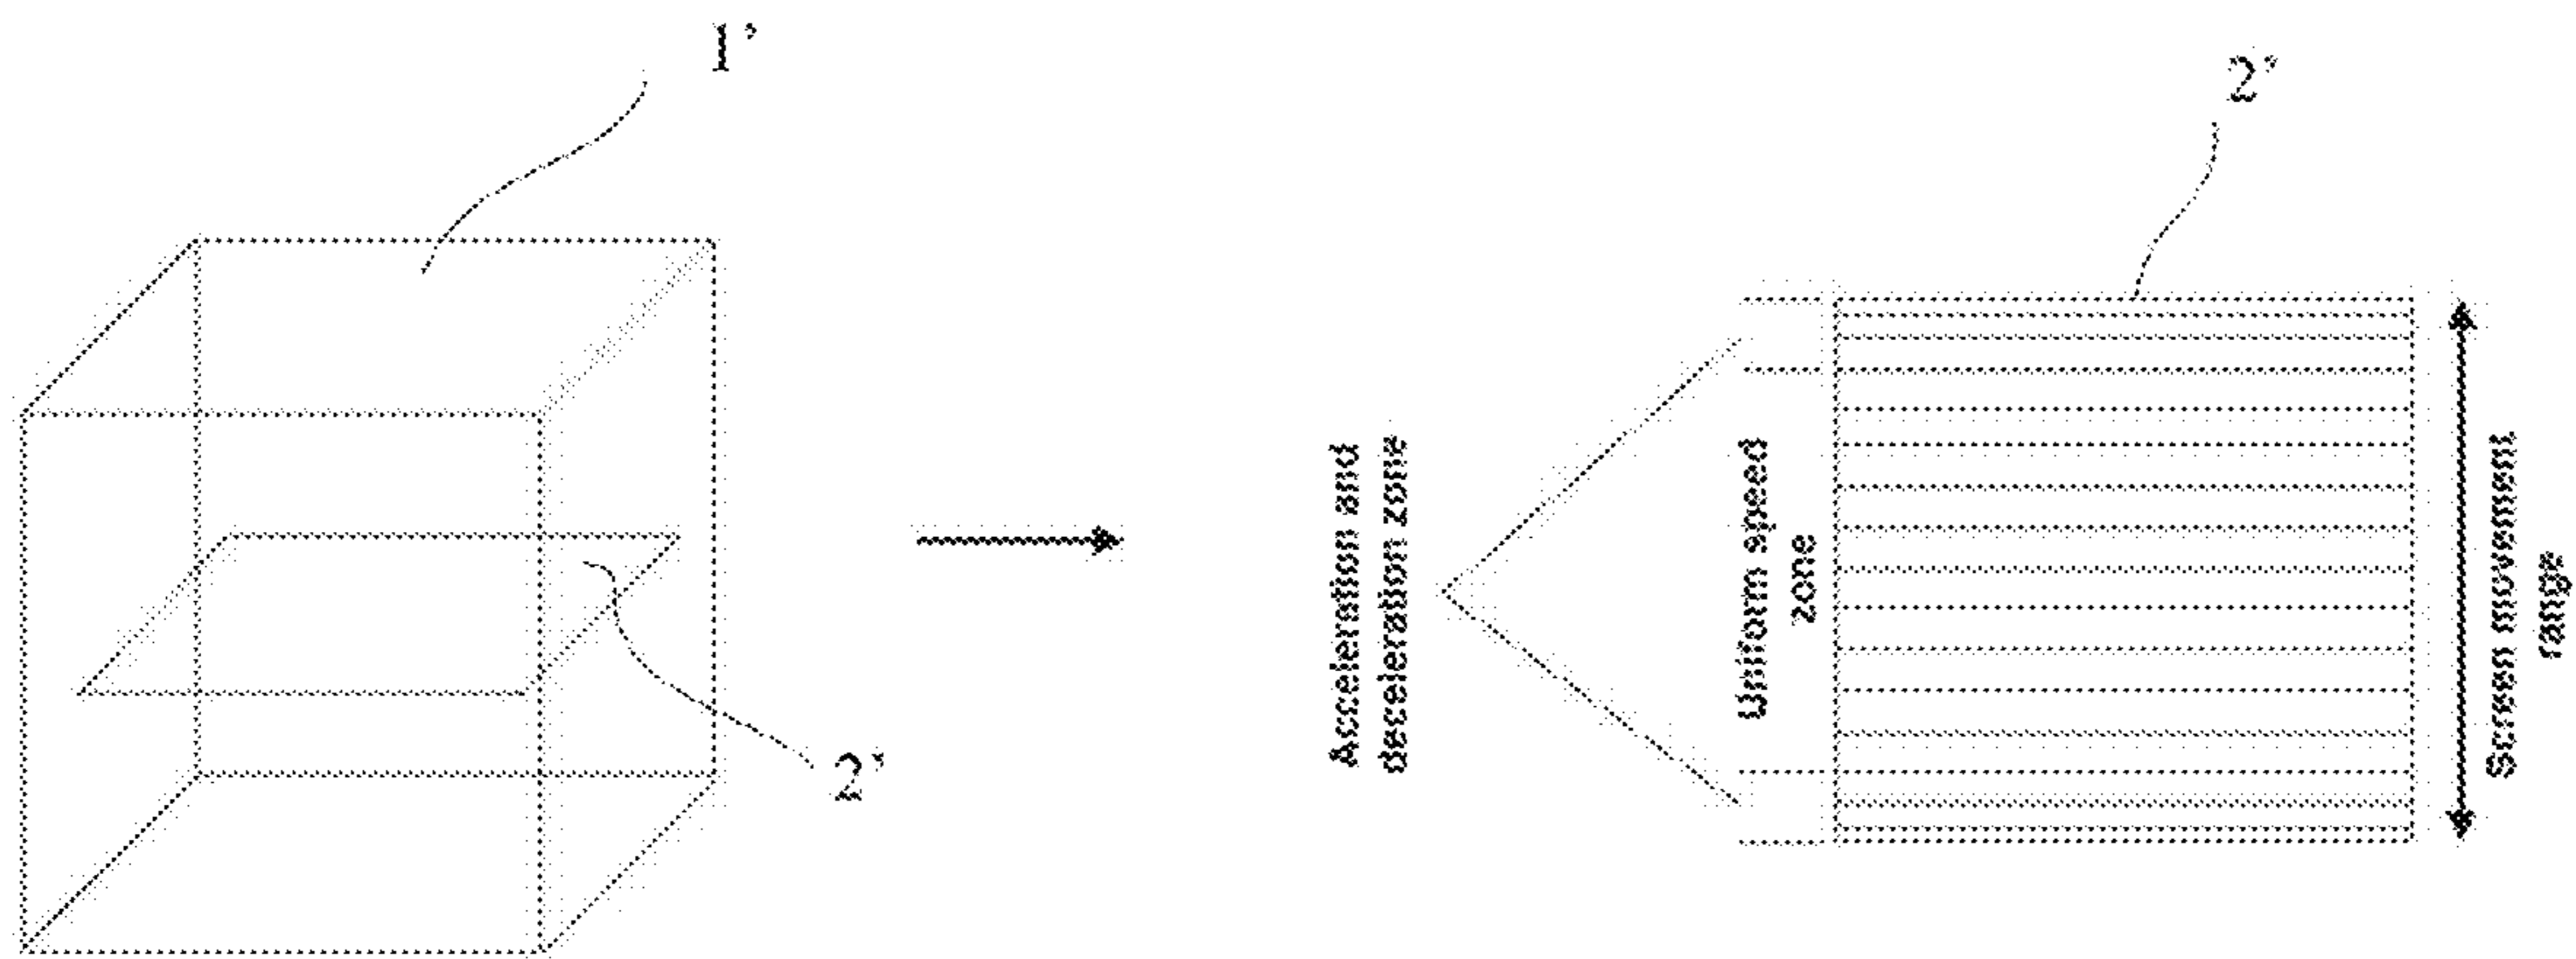 1'
2'
Acceleration and
deceleration zone
Uniform speed
zone
2'
Screen movement
range